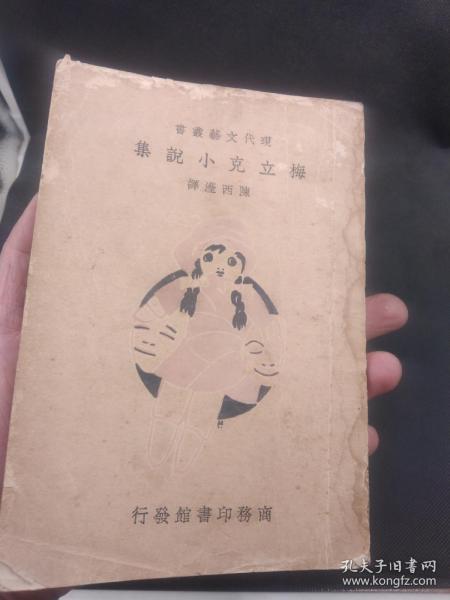 現代文藝叢書
梅立克小說集
陳西瀅譯
商務印書館發行
孔夫子旧书网
www.kongfz.com